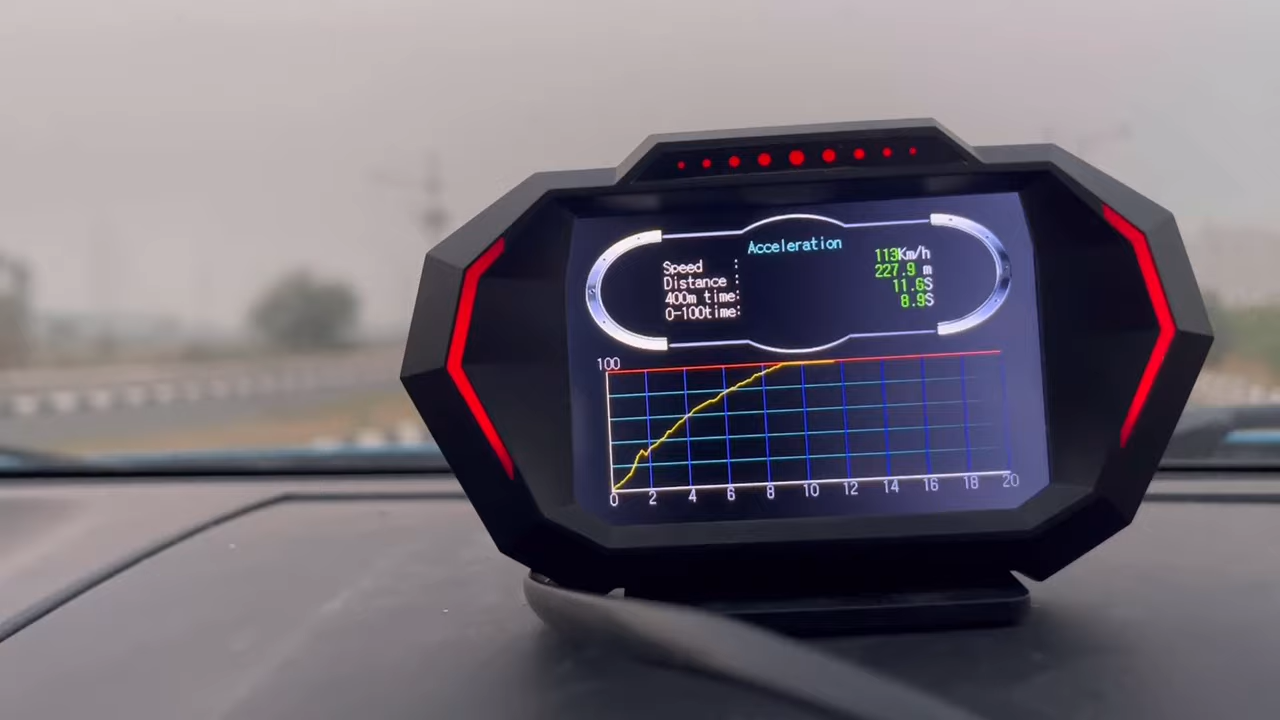 Acceleration
Speed : 113Km/h
Distance : 227.9 m
400m time: 11.6S
0-100time: 8.9S
100
0 2 4 6 8 10 12 14 16 18 20